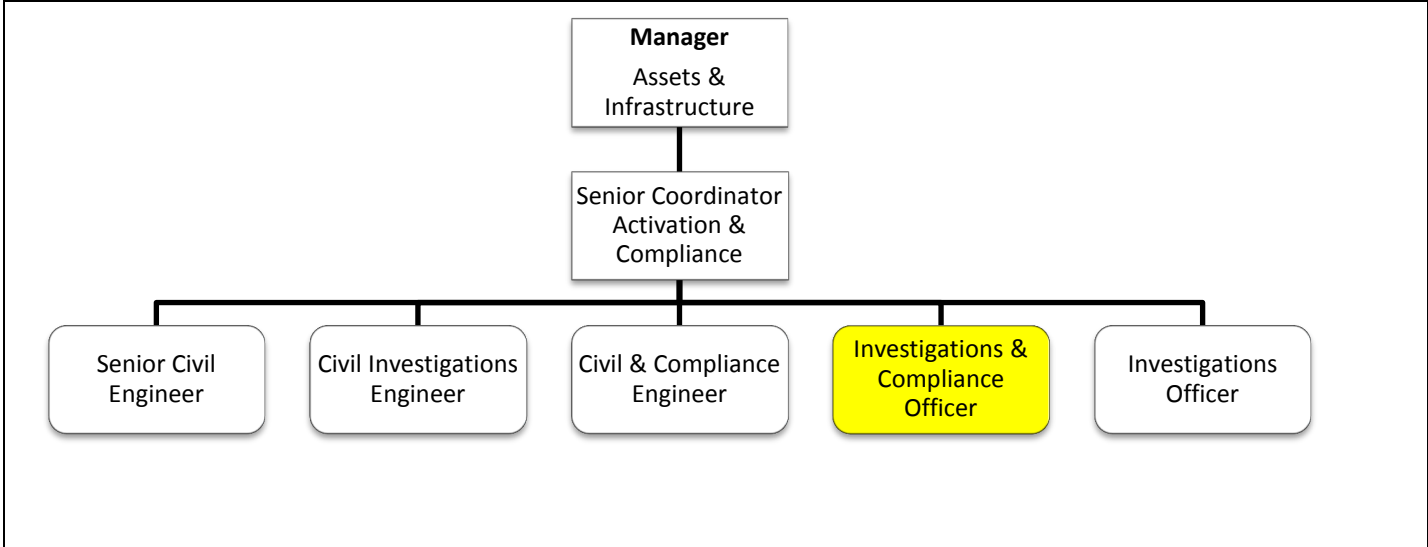 Manager
Assets &
Infrastructure
Senior Coordinator
Activation &
Compliance
Senior Civil
Engineer
Civil Investigations
Engineer
Civil & Compliance
Engineer
Investigations &
Compliance
Officer
Investigations
Officer